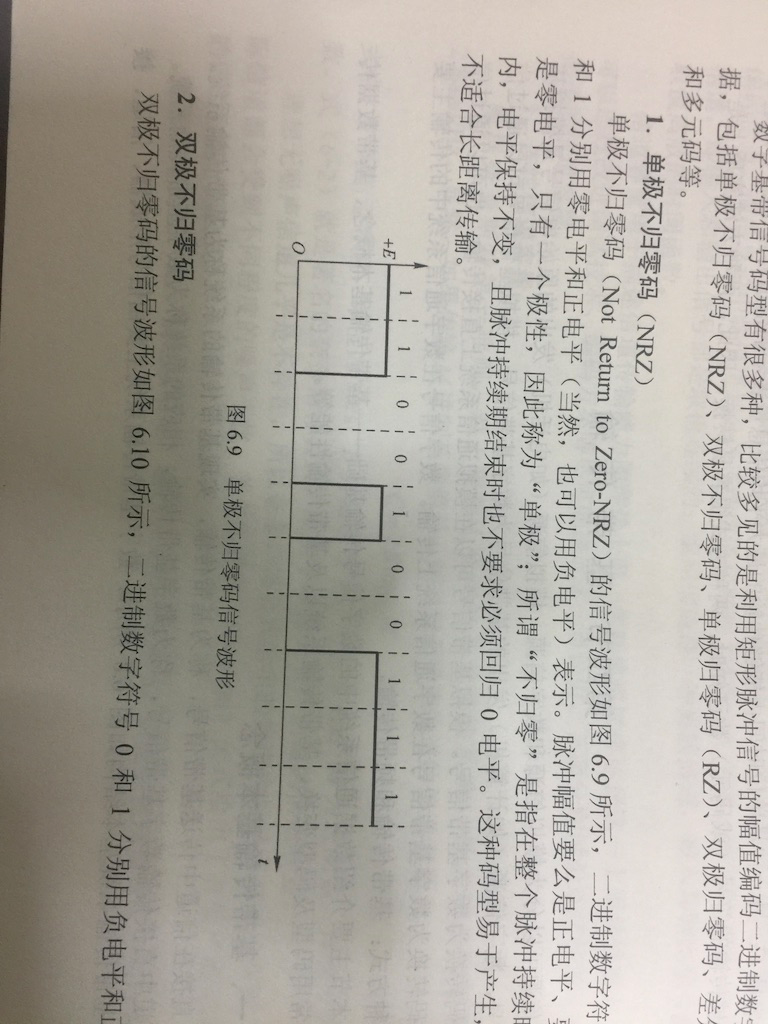 数字基带信号码型有很多种，比较多见的是利用矩形脉冲信号的幅值编码二进制数
据，包括单极不归零码（NRZ）、双极不归零码、单极归零码（RZ）、双极归零码、差
和多元码等。
1．单极不归零码（NRZ）
单极不归零码（Not Return to Zero-NRZ）的信号波形如图 6.9 所示，二进制数字符
和 1 分别用零电平和正电平（当然，也可以用负电平）表示。脉冲幅值要么是正电平、
是零电平，只有一个极性，因此称为“单极”；所谓“不归零”是指在整个脉冲持续
内，电平保持不变，且脉冲持续期结束时也不要求必须回归 0 电平。这种码型易于产生，
不适合长距离传输。
+E 1 1 0 0 1 0 0 1 1 1
O t
图 6.9 单极不归零码信号波形
2．双极不归零码
双极不归零码的信号波形如图 6.10 所示，二进制数字符号 0 和 1 分别用负电平和